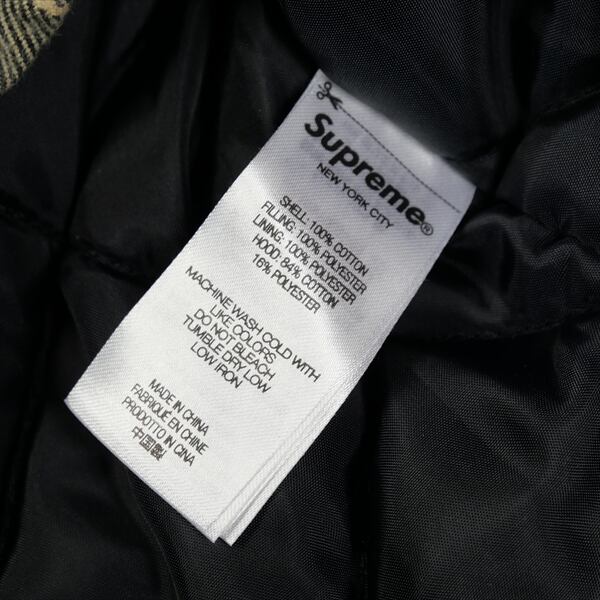 Supreme®
NEW YORK CITY
SHELL: 100% COTTON
FILLING: 100% POLYESTER
LINING: 100% POLYESTER
HOOD: 84% COTTON
16% POLYESTER
MACHINE WASH COLD WITH
LIKE COLORS
DO NOT BLEACH
TUMBLE DRY LOW
LOW IRON
MADE IN CHINA
FABRIQUÉ EN CHINE
PRODOTTO IN CINA
中国製